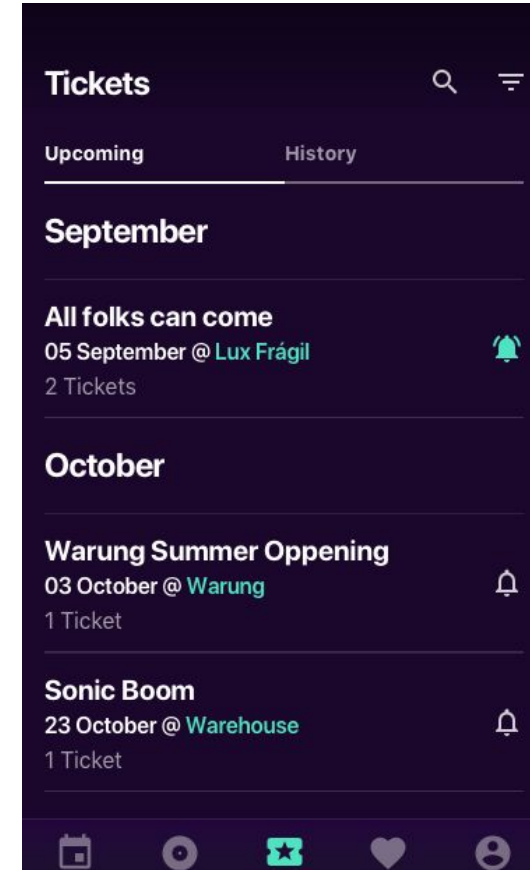 Tickets
Upcoming History
September
All folks can come
05 September @ Lux Frágil
2 Tickets
October
Warung Summer Oppening
03 October @ Warung
1 Ticket
Sonic Boom
23 October @ Warehouse
1 Ticket